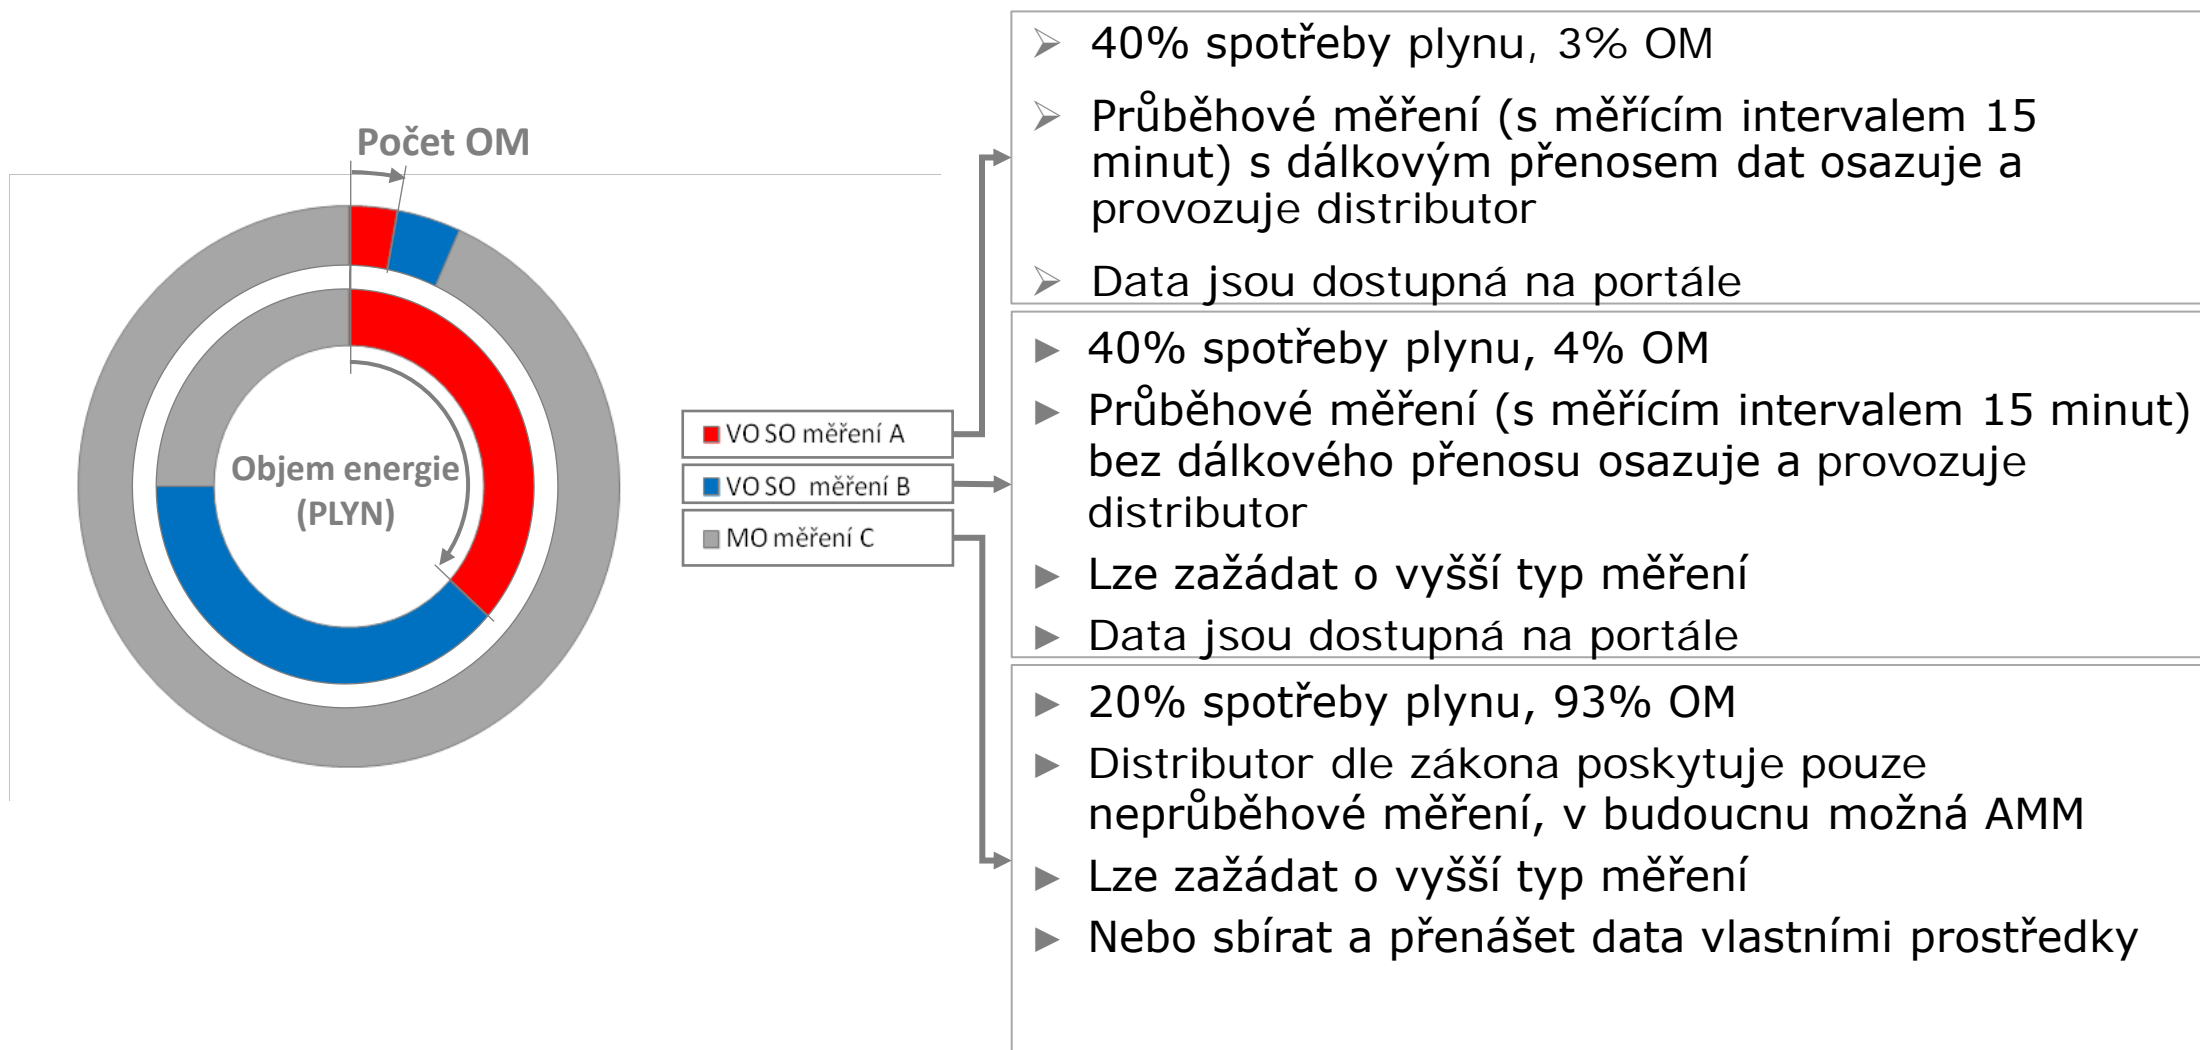 Počet OM
Objem energie
(PLYN)
VO SO měření A
VO SO měření B
MO měření C
40% spotřeby plynu, 3% OM
Průběhové měření (s měřícím intervalem 15
minut) s dálkovým přenosem dat osazuje a
provozuje distributor
Data jsou dostupná na portále
40% spotřeby plynu, 4% OM
Průběhové měření (s měřícím intervalem 15 minut)
bez dálkového přenosu osazuje a provozuje
distributor
Lze zažádat o vyšší typ měření
Data jsou dostupná na portále
20% spotřeby plynu, 93% OM
Distributor dle zákona poskytuje pouze
neprůběhové měření, v budoucnu možná AMM
Lze zažádat o vyšší typ měření
Nebo sbírat a přenášet data vlastními prostředky